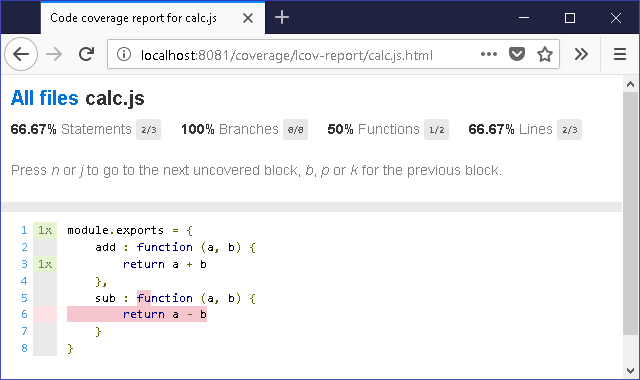 Code coverage report for calc.js
localhost:8081/coverage/lcov-report/calc.js.html
All files calc.js
66.67% Statements 2/3 100% Branches 0/0 50% Functions 1/2 66.67% Lines 2/3
Press n or j to go to the next uncovered block, b, p or k for the previous block.
1 1x module.exports = {
2 add : function (a, b) {
3 1x return a + b
4 },
5 sub : function (a, b) {
6 return a - b
7 }
8 }